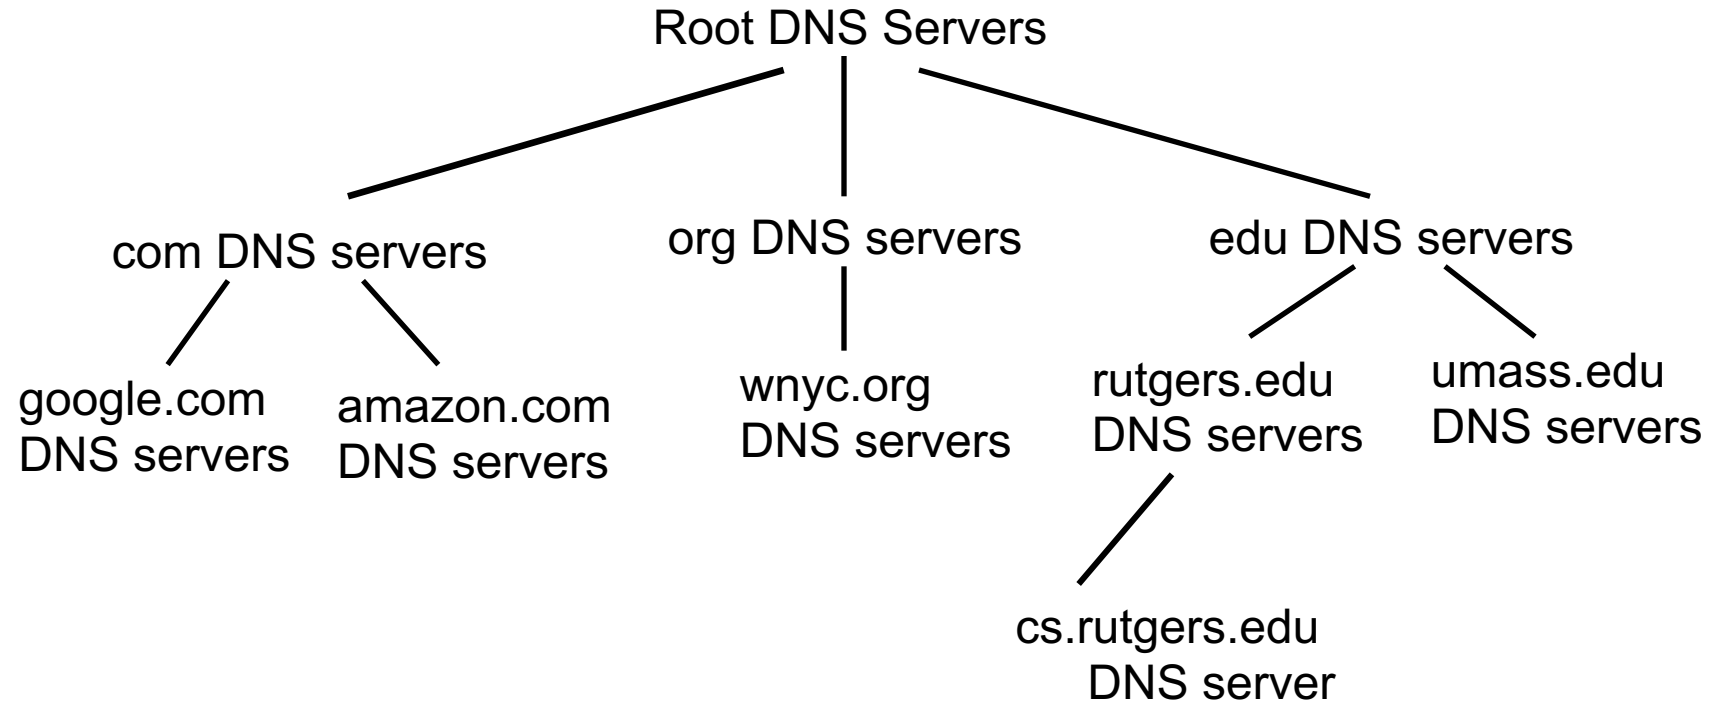 Root DNS Servers
com DNS servers
org DNS servers
edu DNS servers
google.com
DNS servers
amazon.com
DNS servers
wnyc.org
DNS servers
rutgers.edu
DNS servers
umass.edu
DNS servers
cs.rutgers.edu
DNS server